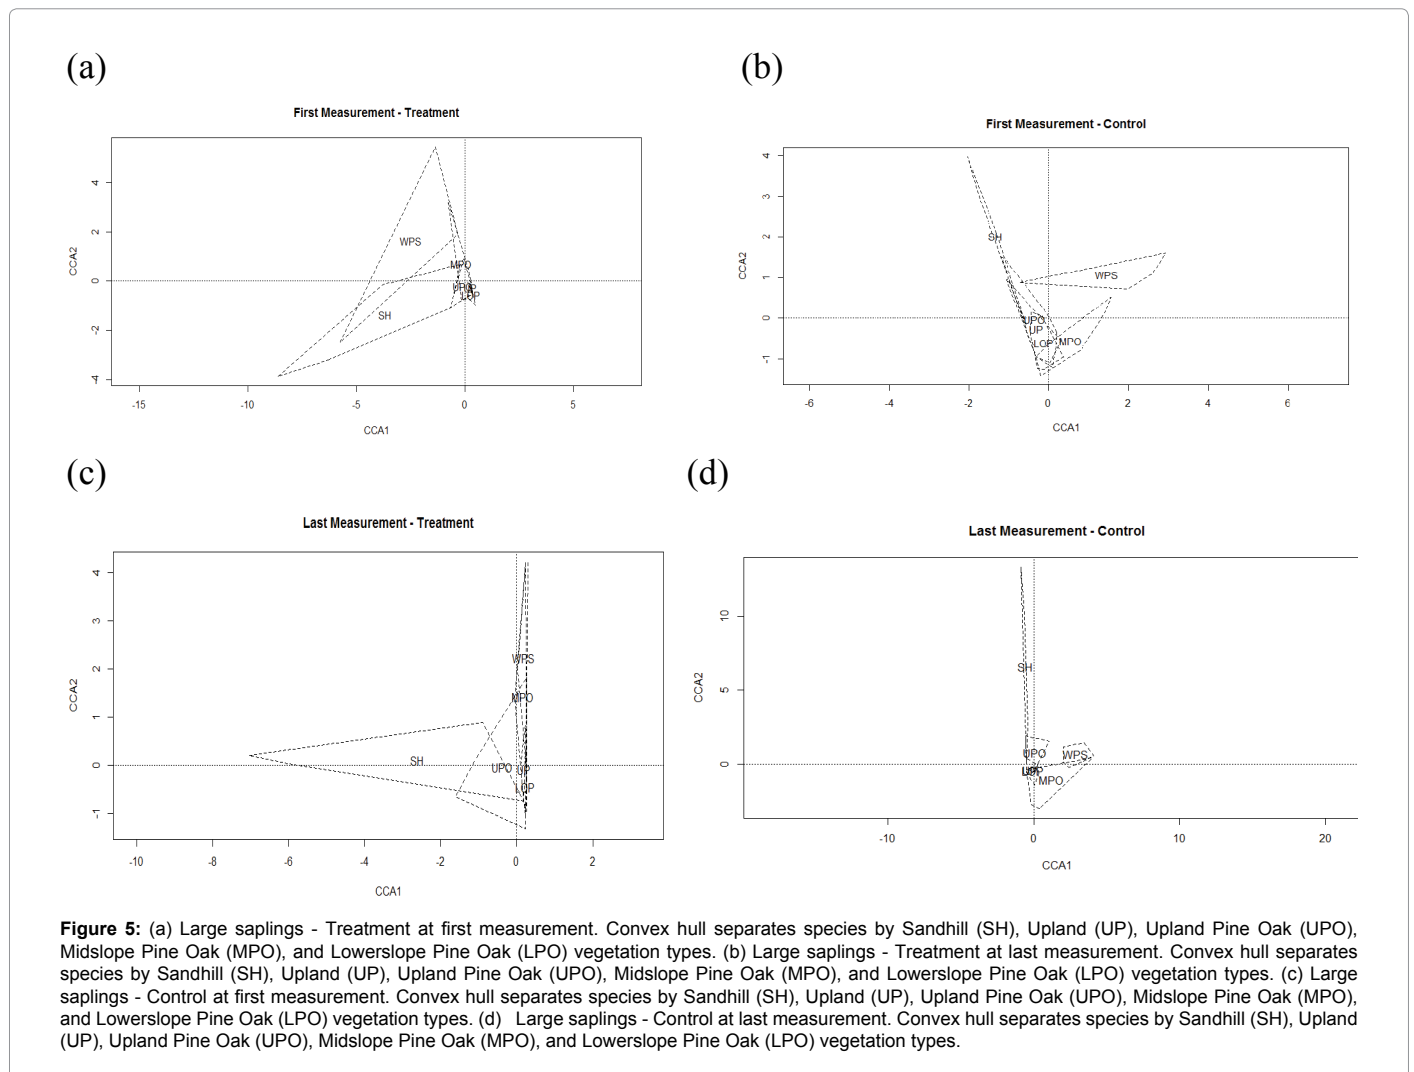 (a)
First Measurement - Treatment
CCA2
4
2
0
-2
-4
WPS
MPO
UPO
UP
LOP
SH
-15
-10
-5
0
5
CCA1
(b)
First Measurement - Control
CCA2
4
3
2
1
0
-1
SH
WPS
UPO
UP
LOP
MPO
-6
-4
-2
0
2
4
6
CCA1
(c)
Last Measurement - Treatment
CCA2
4
3
2
1
0
-1
WPS
MPO
SH
UPO
UP
LOP
-10
-8
-6
-4
-2
0
2
CCA1
(d)
Last Measurement - Control
CCA2
10
5
0
SH
UPO
WPS
MPO
-10
0
10
20
CCA1
Figure 5: (a) Large saplings - Treatment at first measurement. Convex hull separates species by Sandhill (SH), Upland (UP), Upland Pine Oak (UPO),
Midslope Pine Oak (MPO), and Lowerslope Pine Oak (LPO) vegetation types. (b) Large saplings - Treatment at last measurement. Convex hull separates
species by Sandhill (SH), Upland (UP), Upland Pine Oak (UPO), Midslope Pine Oak (MPO), and Lowerslope Pine Oak (LPO) vegetation types. (c) Large
saplings - Control at first measurement. Convex hull separates species by Sandhill (SH), Upland (UP), Upland Pine Oak (UPO), Midslope Pine Oak (MPO),
and Lowerslope Pine Oak (LPO) vegetation types. (d) Large saplings - Control at last measurement. Convex hull separates species by Sandhill (SH), Upland
(UP), Upland Pine Oak (UPO), Midslope Pine Oak (MPO), and Lowerslope Pine Oak (LPO) vegetation types.